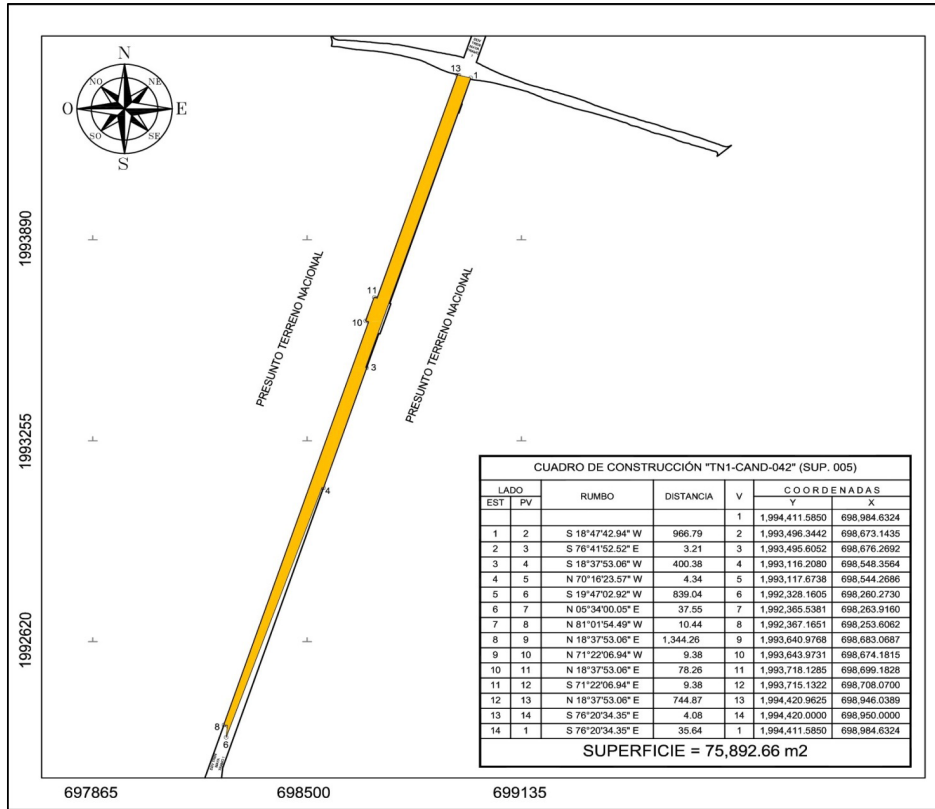 N
NO
NE
O
E
SO
SE
S
13
1
1993890
11
PRESUNTO TERRENO NACIONAL
PRESUNTO TERRENO NACIONAL
10
3
1993255
4
1992620
8
6
697865
698500
699135
CUADRO DE CONSTRUCCIÓN "TN1-CAND-042" (SUP. 005)
LADO RUMBO DISTANCIA V COORDENADAS
EST PV Y X
1 1,994,411.5850 698,984.6324
1 2 S 18°47'42.94" W 966.79 2 1,993,496.3442 698,673.1435
2 3 S 76°41'52.52" E 3.21 3 1,993,495.6052 698,676.2692
3 4 S 18°37'53.06" W 400.38 4 1,993,116.2080 698,548.3564
4 5 N 70°16'23.57" W 4.34 5 1,993,117.6738 698,544.2686
5 6 S 19°47'02.92" W 839.04 6 1,992,328.1605 698,260.2730
6 7 N 05°34'00.05" E 37.55 7 1,992,365.5381 698,263.9160
7 8 N 81°01'54.49" W 10.44 8 1,992,367.1651 698,253.6062
8 9 N 18°37'53.06" E 1,344.26 9 1,993,640.9768 698,683.0687
9 10 N 71°22'06.94" W 9.38 10 1,993,643.9731 698,674.1815
10 11 N 18°37'53.06" E 78.26 11 1,993,718.1285 698,699.1828
11 12 S 71°22'06.94" E 9.38 12 1,993,715.1322 698,708.0700
12 13 N 18°37'53.06" E 744.87 13 1,994,420.9625 698,946.0389
13 14 S 76°20'34.35" E 4.08 14 1,994,420.0000 698,950.0000
14 1 S 76°20'34.35" E 35.64 1 1,994,411.5850 698,984.6324
SUPERFICIE = 75,892.66 m2